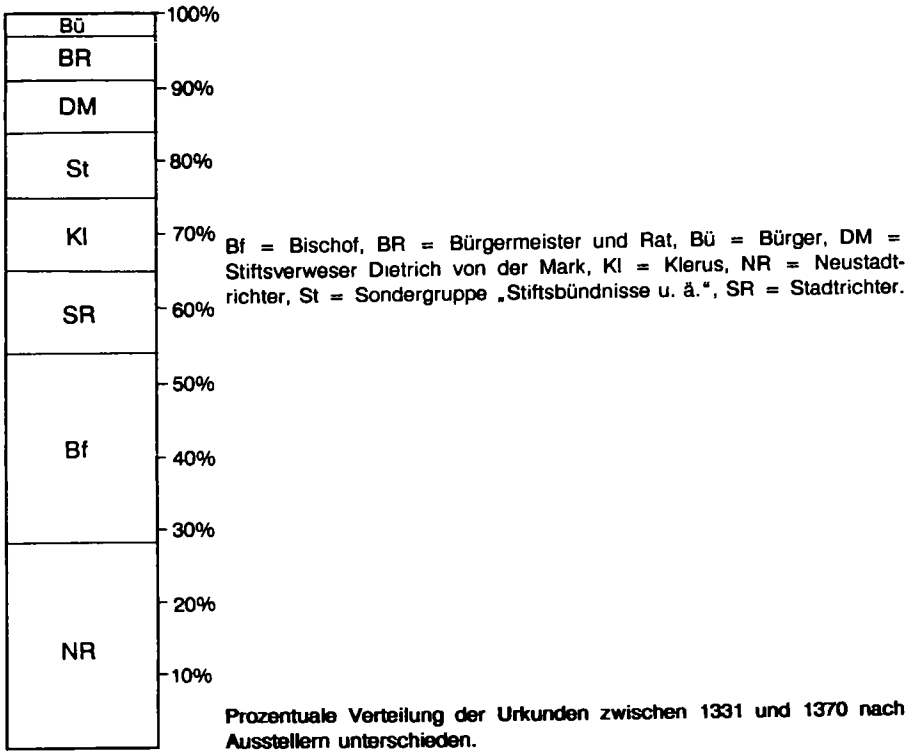 100%
Bü
BR
90%
DM
80%
St
70%
Kl
Bf = Bischof, BR = Bürgermeister und Rat, Bü = Bürger, DM =
Stiftsverweser Dietrich von der Mark, Kl = Klerus, NR = Neustadt-
richter, St = Sondergruppe „Stiftsbündnisse u. ä.“, SR = Stadtrichter.
60%
SR
50%
Bf
40%
30%
20%
NR
10%
Prozentuale Verteilung der Urkunden zwischen 1331 und 1370 nach
Ausstellern unterschieden.